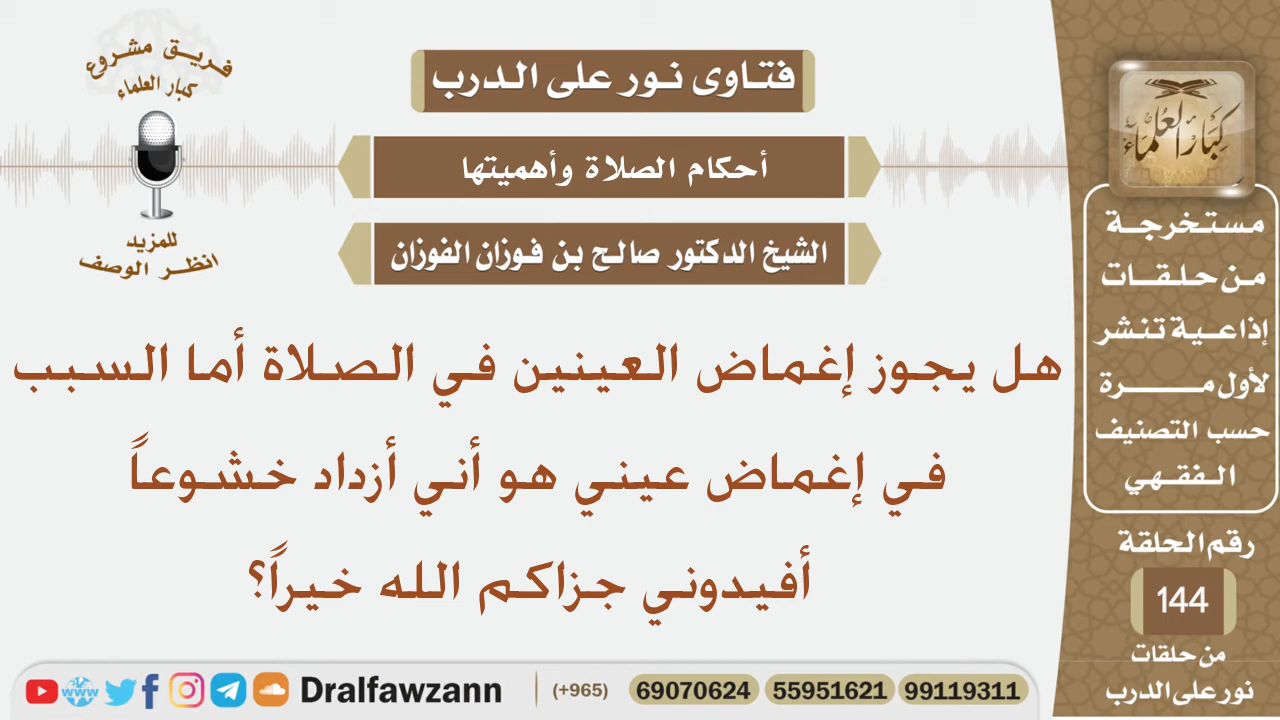 فريق مشروع
كبار العلماء
للمزيد
انظر الوصف
فتاوى نور على الدرب
أحكام الصلاة وأهميتها
الشيخ الدكتور صالح بن فوزان الفوزان
هل يجوز إغماض العينين في الصلاة أما السبب
في إغماض عيني هو أني أزداد خشوعاً
أفيدوني جزاكم الله خيراً؟
كبار العلماء
مستخرجة
من حلقات
إذاعية تنشر
لأول مرة
حسب التصنيف
الفقهي
رقم الحلقة
144
من حلقات
نور على الدرب
www Dralfawzann (+965) 69070624 55951621 99119311